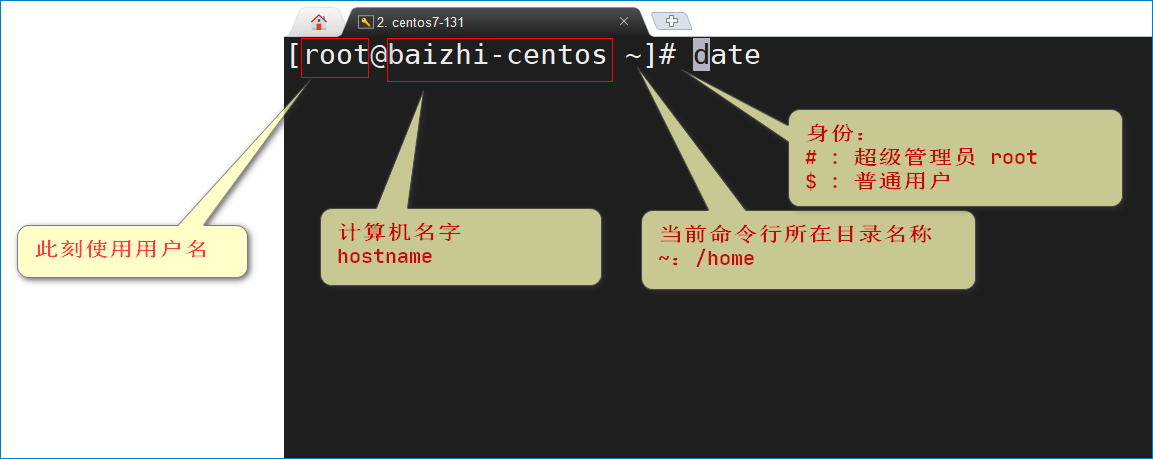 2. centos7-131
[root@baizhi-centos ~]# date
身份：
# : 超级管理员 root
$ : 普通用户
此刻使用用户名
计算机名字
hostname
当前命令行所在目录名称
~: /home